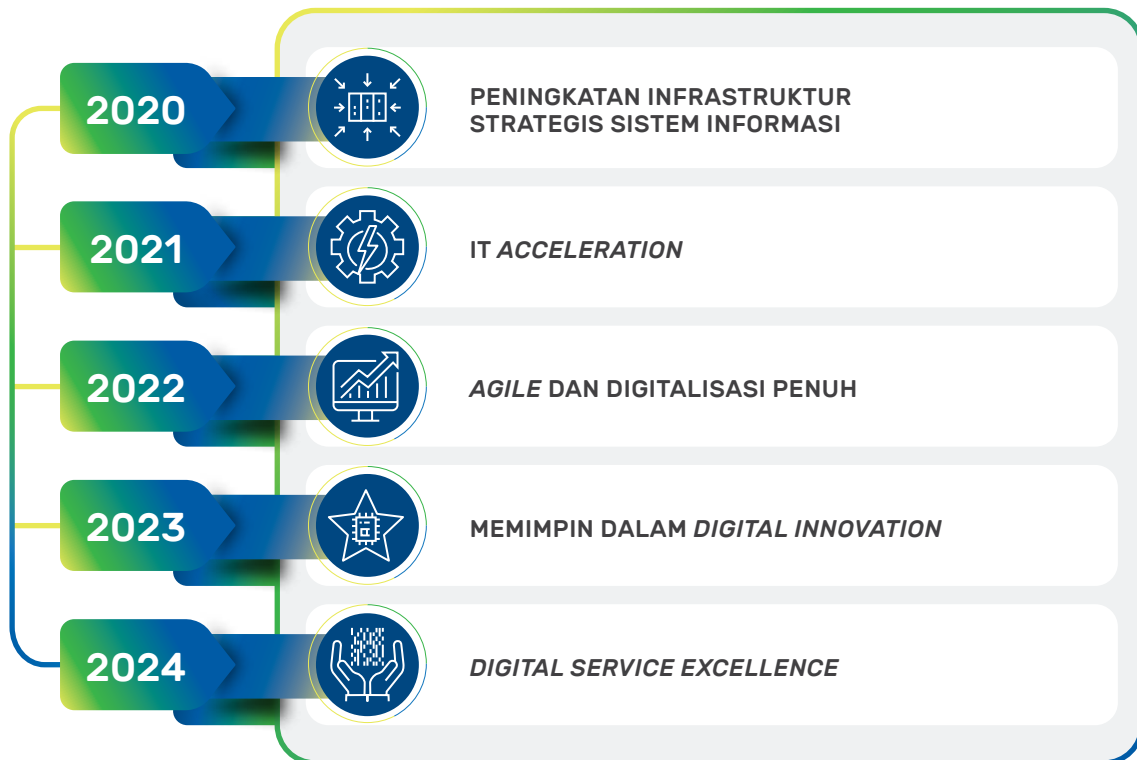 2020
PENINGKATAN INFRASTRUKTUR
STRATEGIS SISTEM INFORMASI
2021
IT ACCELERATION
2022
AGILE DAN DIGITALISASI PENUH
2023
MEMIMPIN DALAM DIGITAL INNOVATION
2024
DIGITAL SERVICE EXCELLENCE